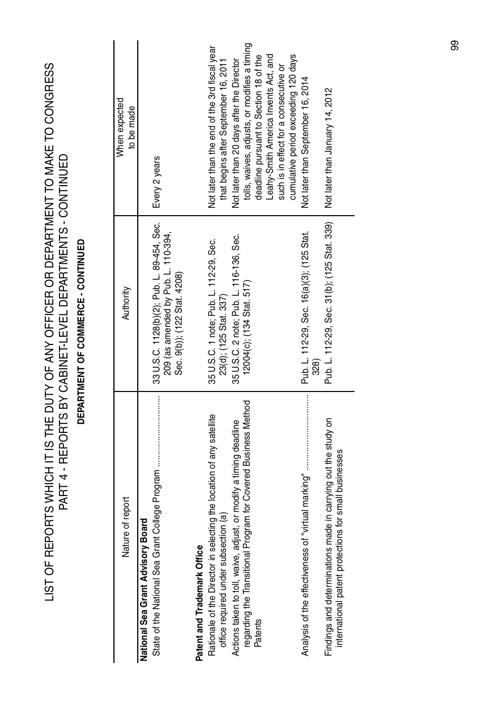 LIST OF REPORTS WHICH IT IS THE DUTY OF ANY OFFICER OR DEPARTMENT TO MAKE TO CONGRESS
PART 4 - REPORTS BY CABINET-LEVEL DEPARTMENTS - CONTINUED
DEPARTMENT OF COMMERCE - CONTINUED
Nature of report
Authority
When expected
to be made
National Sea Grant Advisory Board
State of the National Sea Grant College Program ............................
33 U.S.C. 1128(b)(2); Pub. L. 89-454, Sec.
209 (as amended by Pub. L. 110-394,
Sec. 9(b)); (122 Stat. 4208)
Every 2 years
Patent and Trademark Office
Rationale of the Director in selecting the location of any satellite
office required under subsection (a)
35 U.S.C. 1 note; Pub. L. 112-29, Sec.
23(d); (125 Stat. 337)
Not later than the end of the 3rd fiscal year
that begins after September 16, 2011
Actions taken to toll, waive, adjust, or modify a timing deadline
regarding the Transitional Program for Covered Business Method
Patents
35 U.S.C. 2 note; Pub. L. 116-136, Sec.
12004(c); (134 Stat. 517)
Not later than 20 days after the Director
tolls, waives, adjusts, or modifies a timing
deadline pursuant to Section 18 of the
Leahy-Smith America Invents Act, and
such is in effect for a consecutive or
cumulative period exceeding 120 days
Analysis of the effectiveness of "virtual marking" ..............................
Pub. L. 112-29, Sec. 16(a)(3); (125 Stat.
328)
Not later than September 16, 2014
Findings and determinations made in carrying out the study on
international patent protections for small businesses
Pub. L. 112-29, Sec. 31(b); (125 Stat. 339)
Not later than January 14, 2012
99